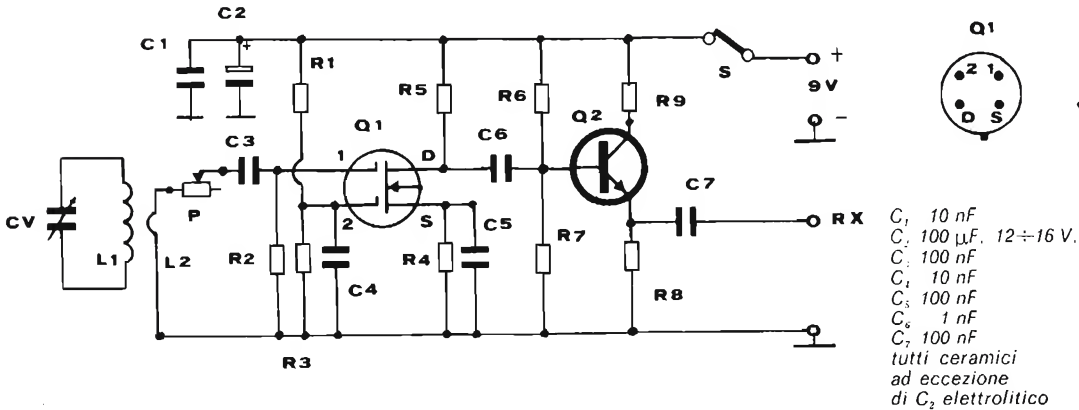 C2
Q1
C1
R1
+
+
S
9V
2 1
D S
R5
R6
R9
Q1
Q2
C6
-
C3
1
D
C7
CV
P
S
C5
RX
2
L1
L2
R2
R4
R7
C4
R8
R3
C₁ 10 nF
C₂ 100 µF, 12÷16 V.
C₃ 100 nF
C₄ 10 nF
C₅ 100 nF
C₆ 1 nF
C₇ 100 nF
tutti ceramici
ad eccezione
di C₂ elettrolitico